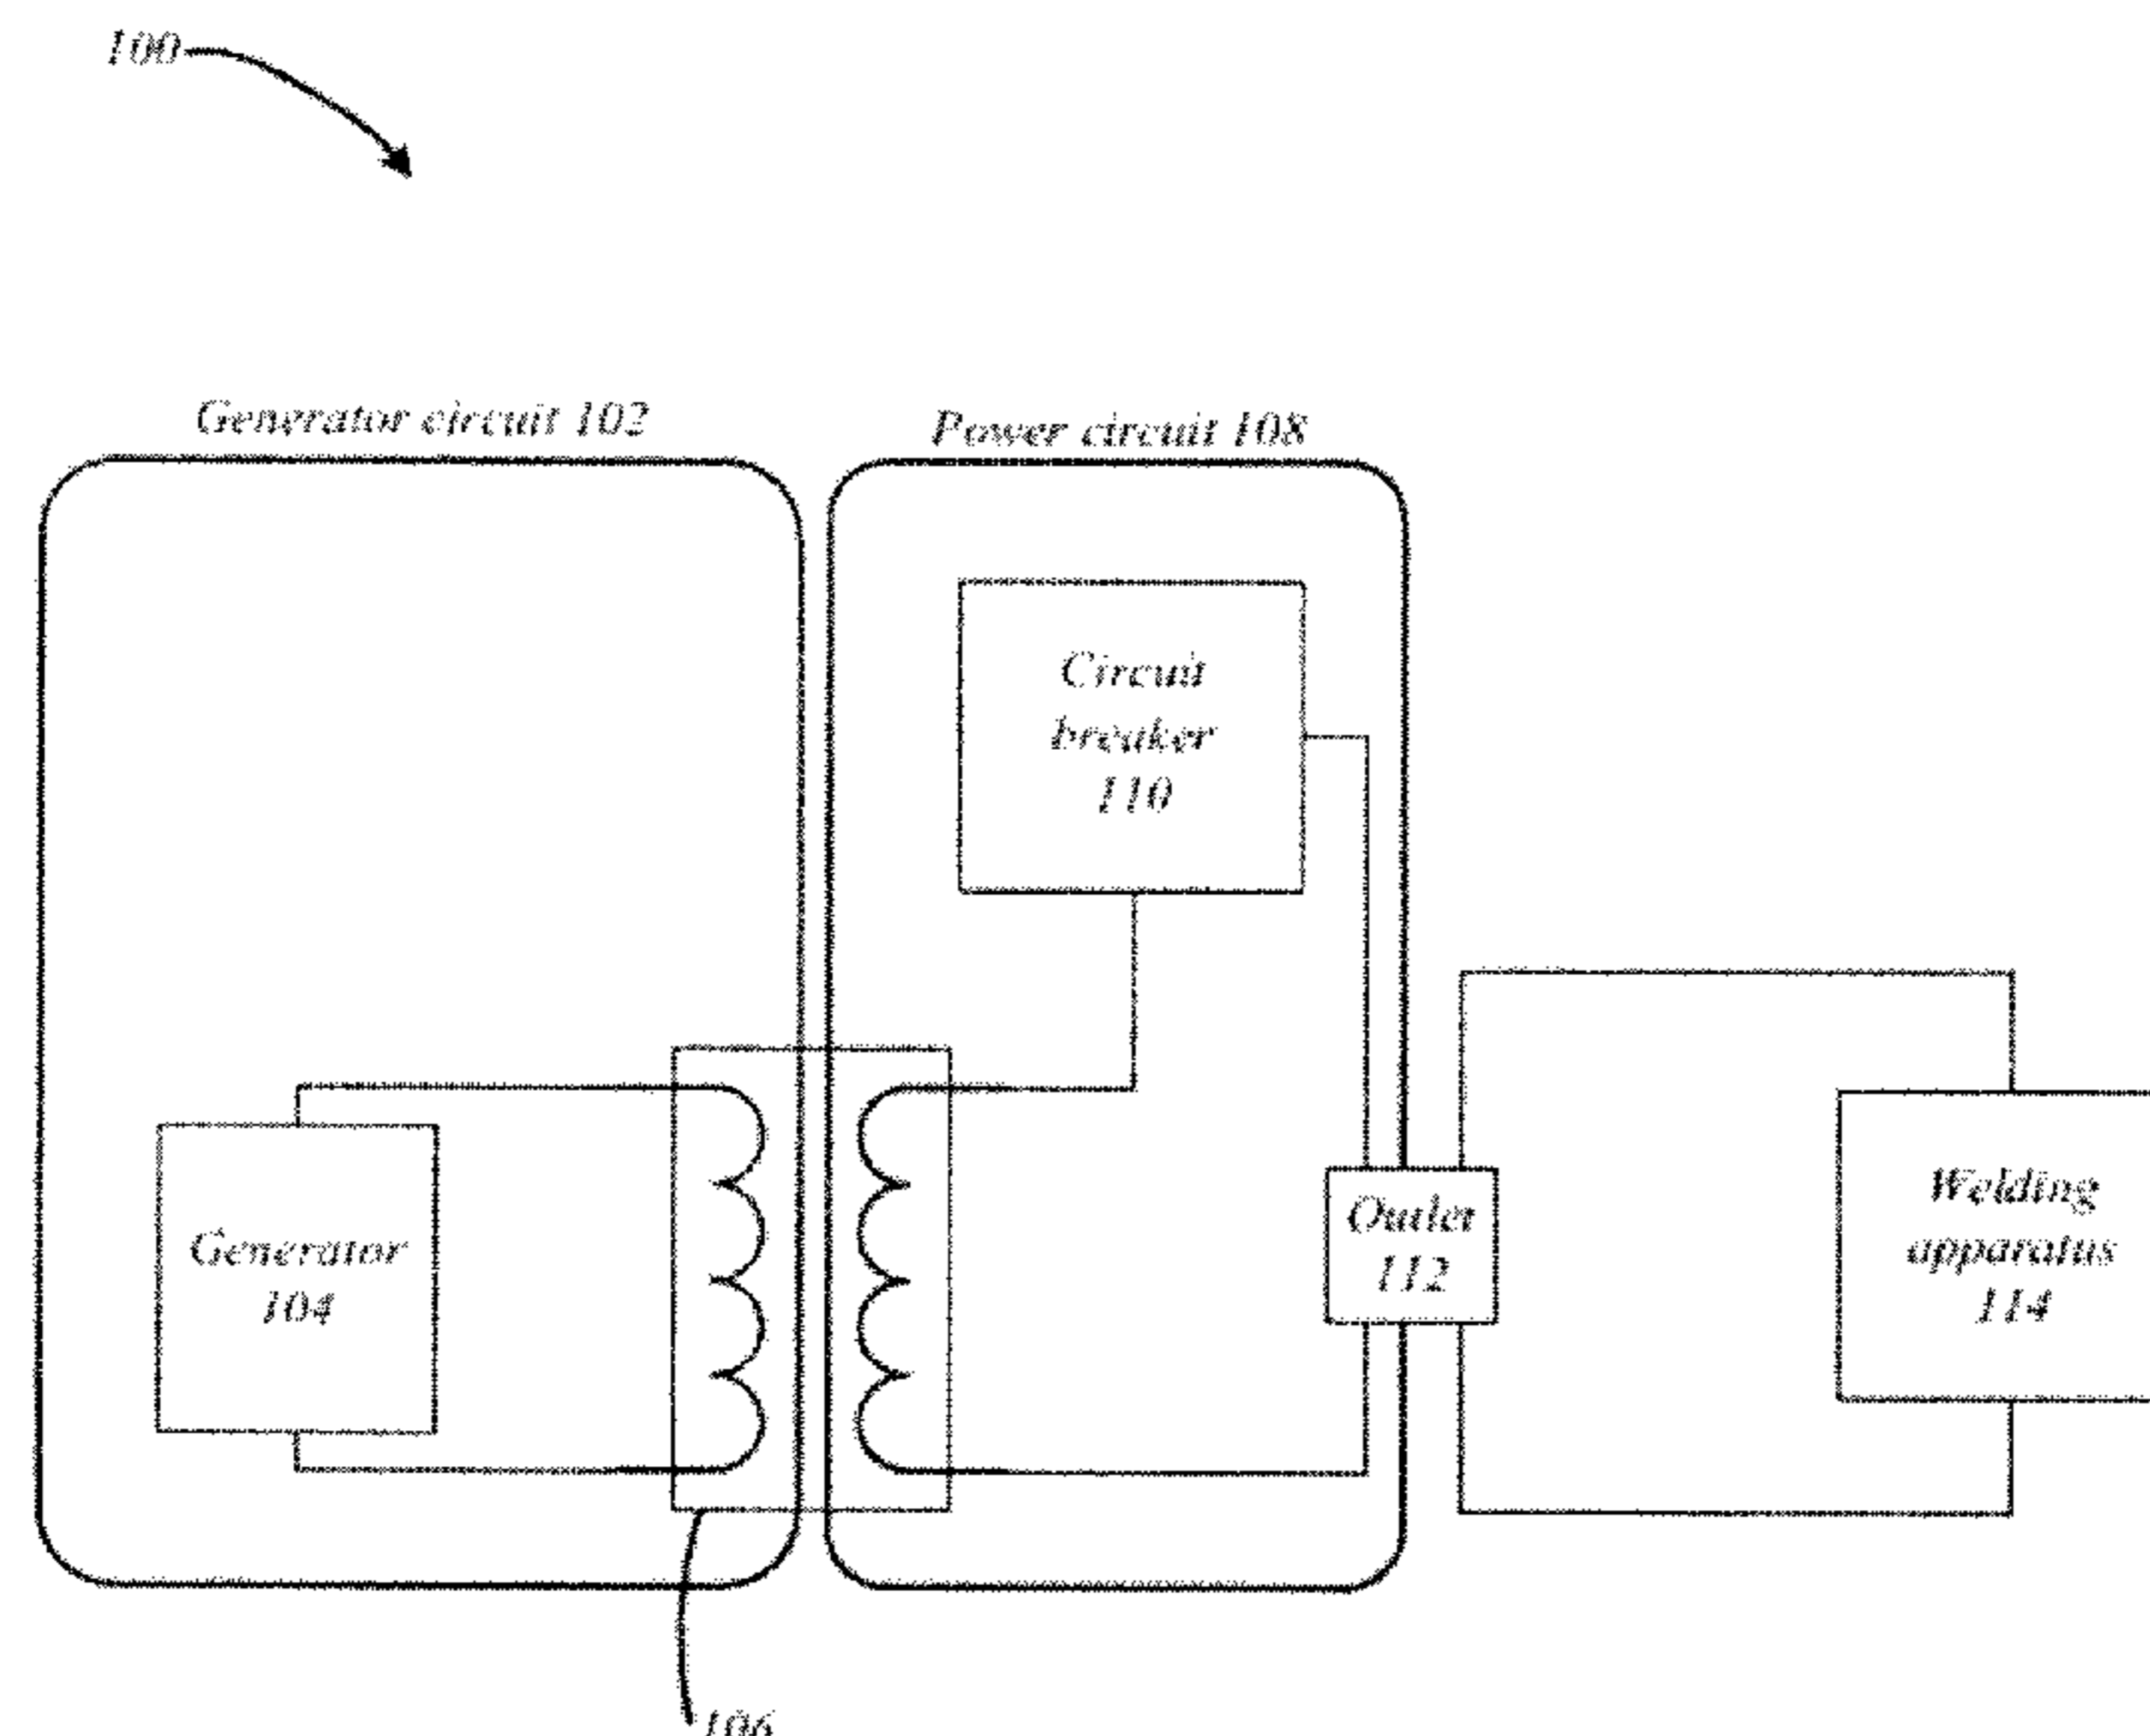 100
Generator circuit 102
Power circuit 108
Circuit
breaker
110
Generator
104
Outlet
112
Welding
apparatus
114
106